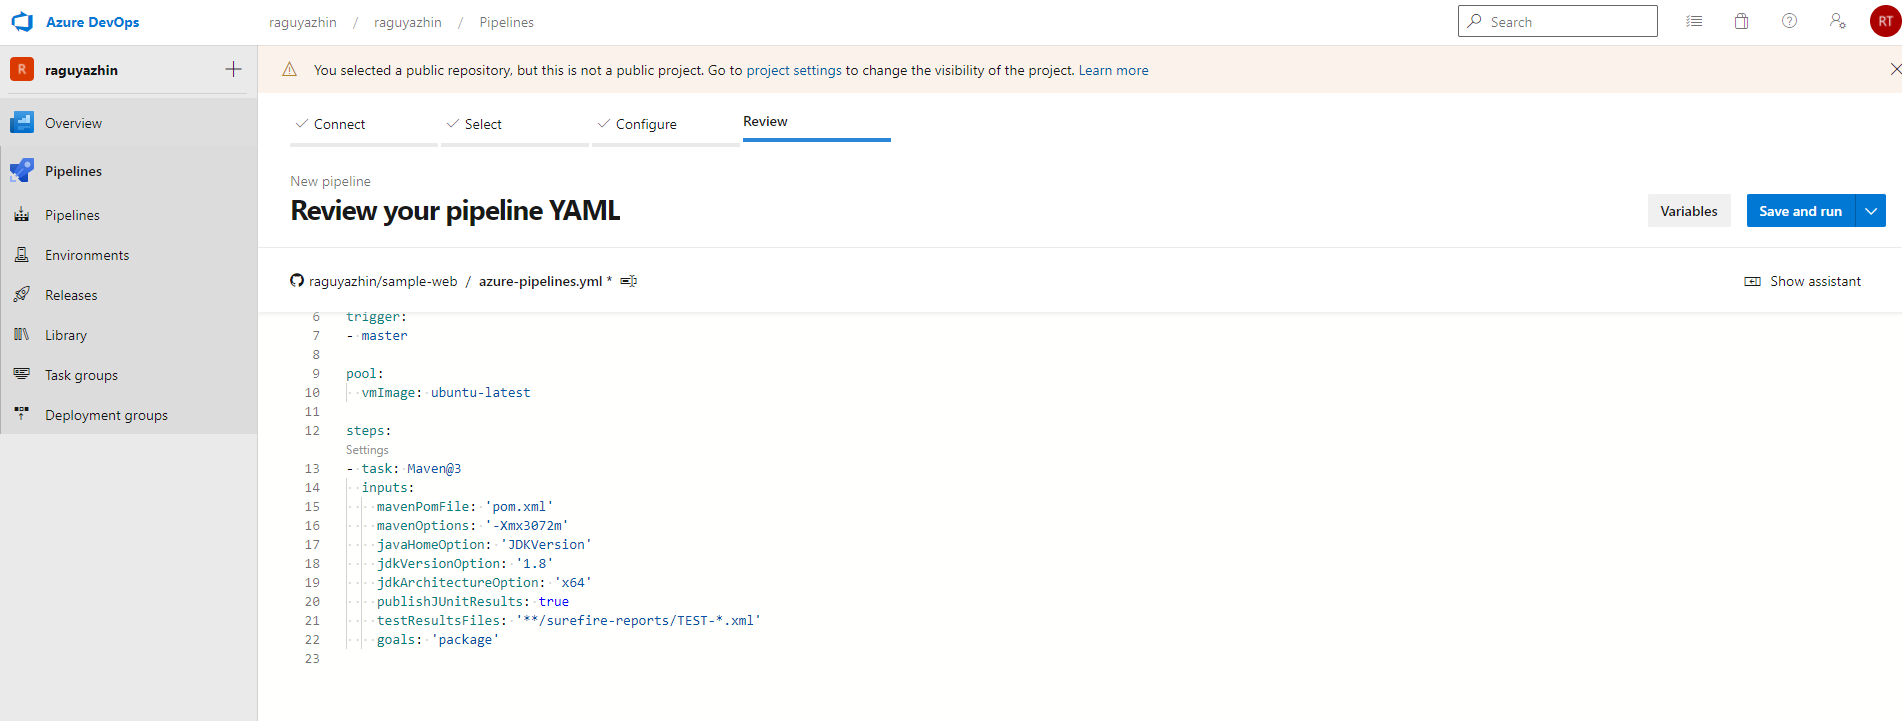 Azure DevOps
raguyazhin / raguyazhin / Pipelines
Search
RT
R raguyazhin
You selected a public repository, but this is not a public project. Go to project settings to change the visibility of the project. Learn more
Overview
Pipelines
Pipelines
Environments
Releases
Library
Task groups
Deployment groups
Connect
Select
Configure
Review
New pipeline
Review your pipeline YAML
Variables
Save and run
raguyazhin/sample-web / azure-pipelines.yml *
Show assistant
6 trigger:
7 - master
8
9 pool:
10 vmImage: ubuntu-latest
11
12 steps:
Settings
13 - task: Maven@3
14 inputs:
15 mavenPomFile: 'pom.xml'
16 mavenOptions: '-Xmx3072m'
17 javaHomeOption: 'JDKVersion'
18 jdkVersionOption: '1.8'
19 jdkArchitectureOption: 'x64'
20 publishJUnitResults: true
21 testResultsFiles: '**/surefire-reports/TEST-*.xml'
22 goals: 'package'
23